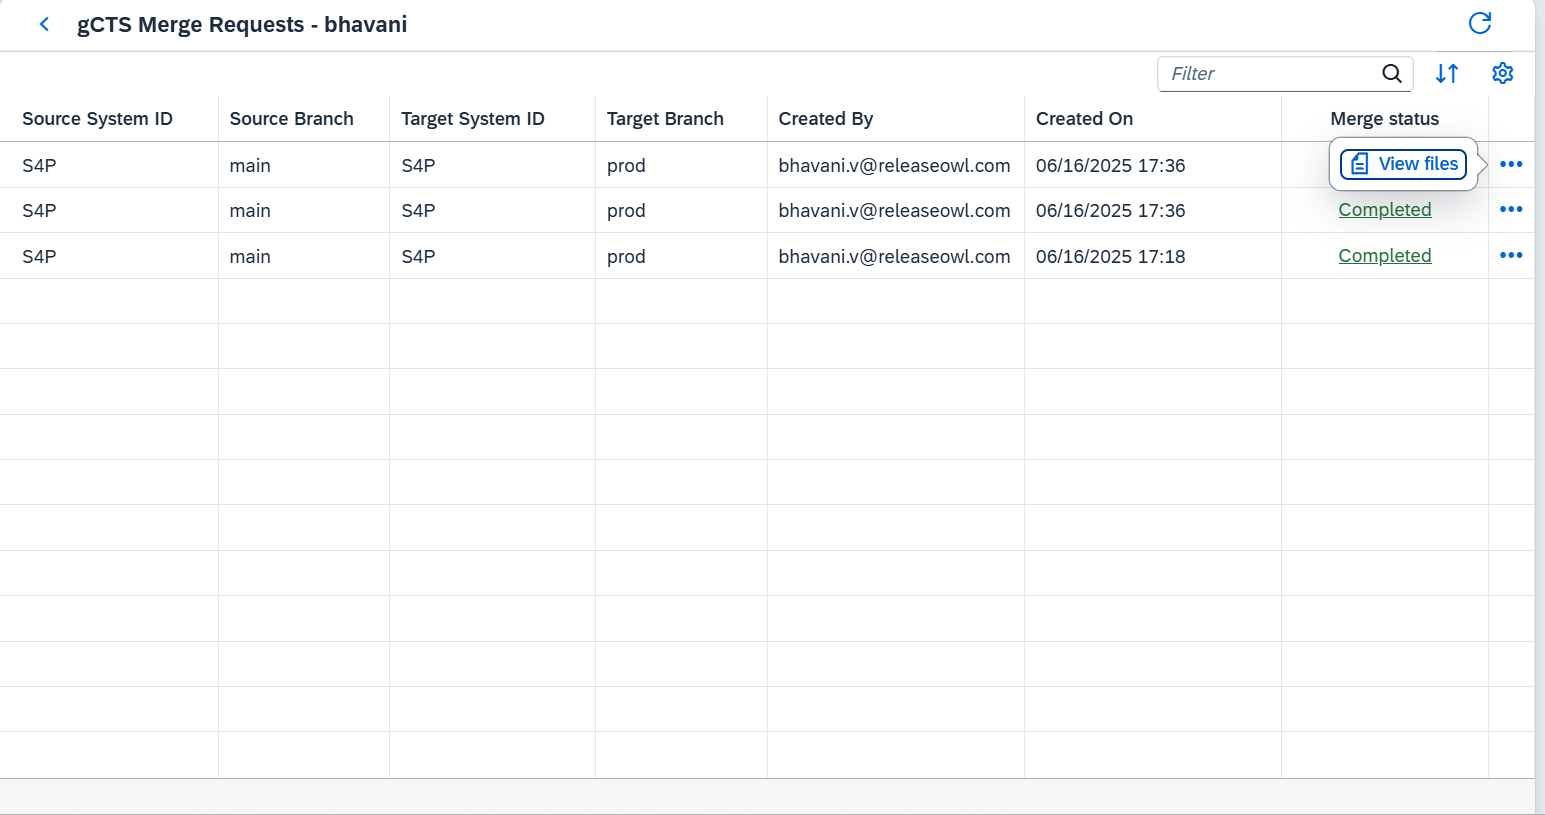 gCTS Merge Requests - bhavani
Filter
Source System ID Source Branch Target System ID Target Branch Created By Created On Merge status
S4P main S4P prod bhavani.v@releaseowl.com 06/16/2025 17:36 View files
S4P main S4P prod bhavani.v@releaseowl.com 06/16/2025 17:36 Completed
S4P main S4P prod bhavani.v@releaseowl.com 06/16/2025 17:18 Completed